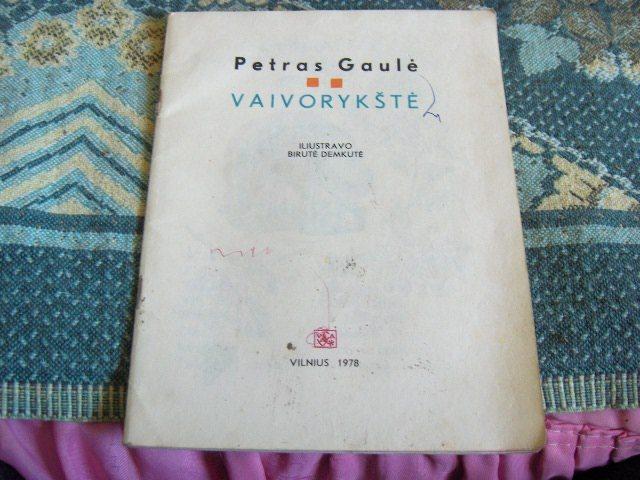 Petras Gaulė
VAIVORYKŠTĖ
ILIUSTRAVO
BIRUTĖ DEMKUTĖ
VILNIUS 1978